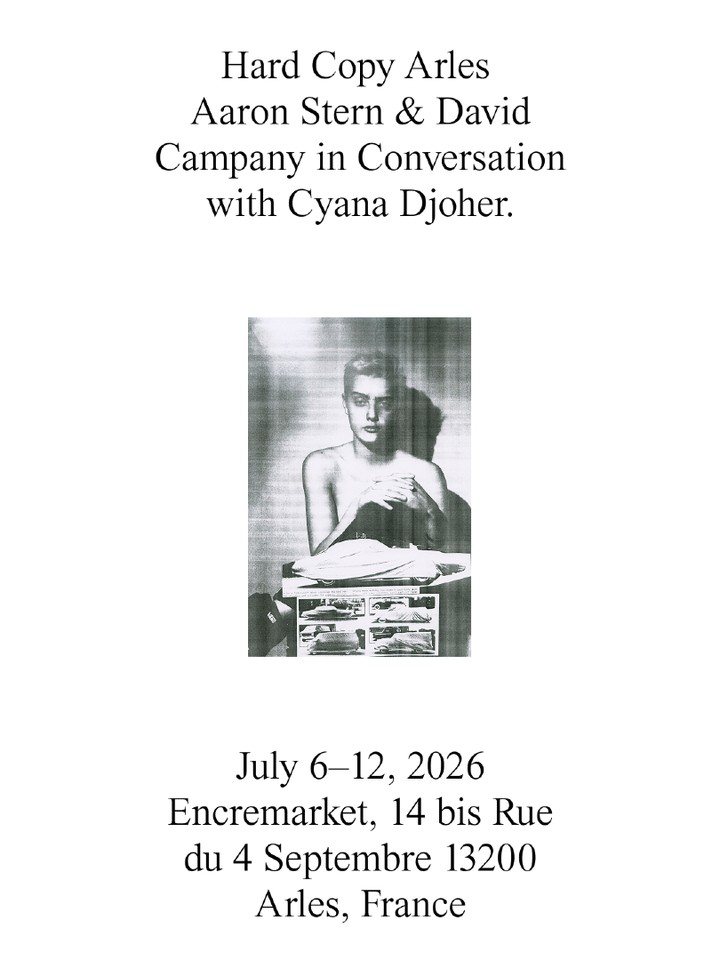 Hard Copy Arles
Aaron Stern & David
Campany in Conversation
with Cyana Djoher.
July 6–12, 2026
Encremarket, 14 bis Rue
du 4 Septembre 13200
Arles, France